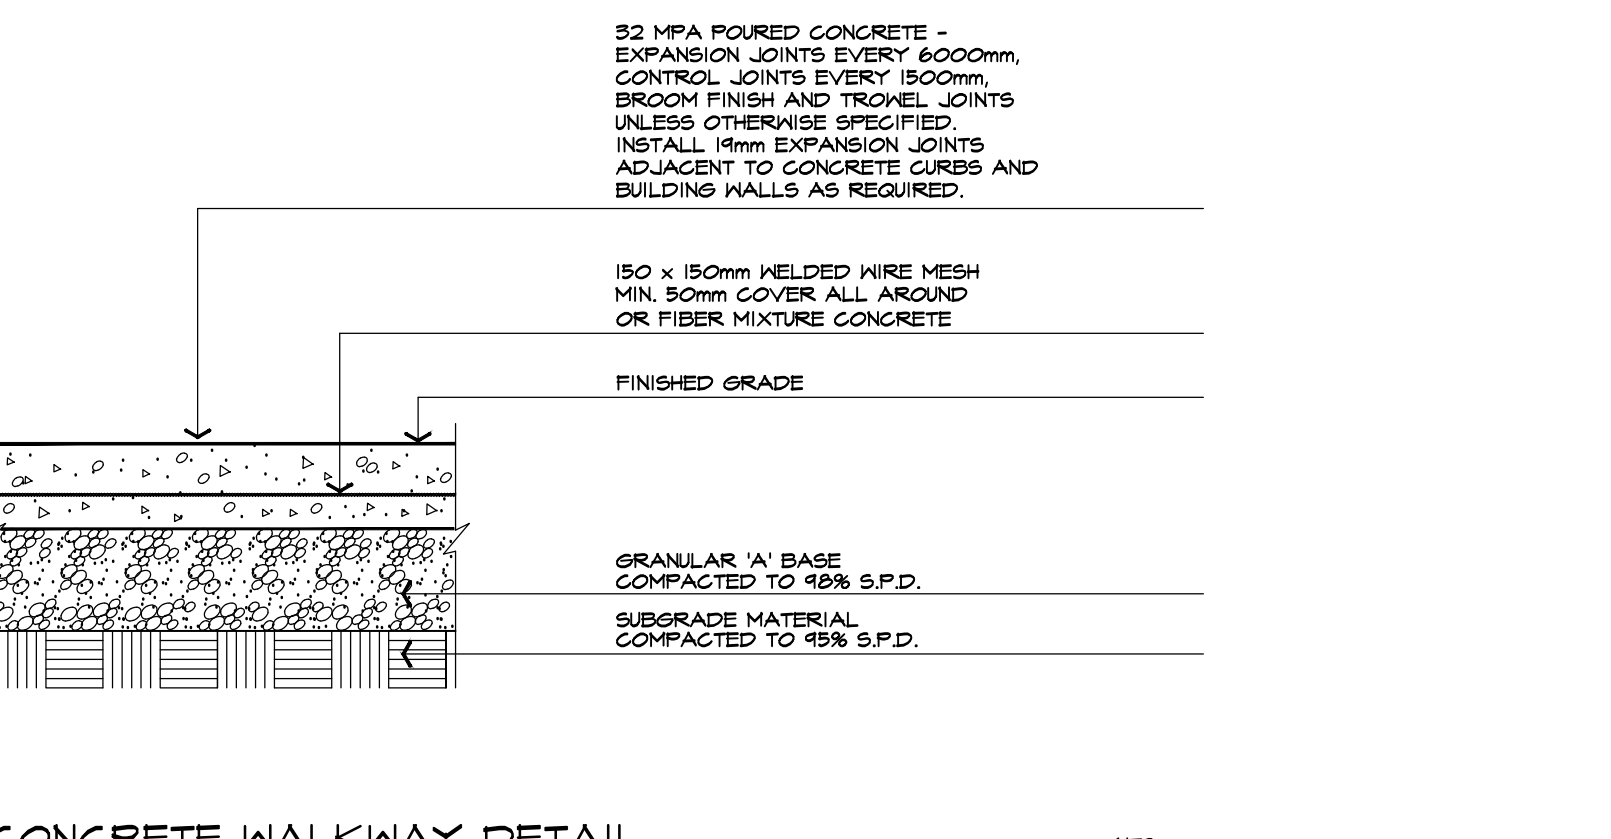 32 MPA POURED CONCRETE -
EXPANSION JOINTS EVERY 6000mm,
CONTROL JOINTS EVERY 1500mm,
BROOM FINISH AND TROWEL JOINTS
UNLESS OTHERWISE SPECIFIED.
INSTALL 19mm EXPANSION JOINTS
ADJACENT TO CONCRETE CURBS AND
BUILDING WALLS AS REQUIRED.
150 x 150mm WELDED WIRE MESH
MIN. 50mm COVER ALL AROUND
OR FIBER MIXTURE CONCRETE
FINISHED GRADE
GRANULAR 'A' BASE
COMPACTED TO 98% S.P.D.
SUBGRADE MATERIAL
COMPACTED TO 95% S.P.D.
CONCRETE WALKWAY DETAIL